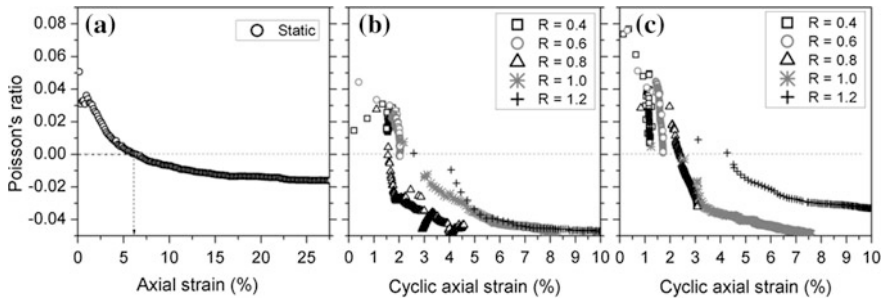 (a)
Static
(b)
R = 0.4
R = 0.6
R = 0.8
R = 1.0
R = 1.2
(c)
R = 0.4
R = 0.6
R = 0.8
R = 1.0
R = 1.2
Poisson's ratio
0.08
0.06
0.04
0.02
0.00
-0.02
-0.04
0 5 10 15 20 25
0 1 2 3 4 5 6 7 8 9 10
0 1 2 3 4 5 6 7 8 9 10
Axial strain (%)
Cyclic axial strain (%)
Cyclic axial strain (%)